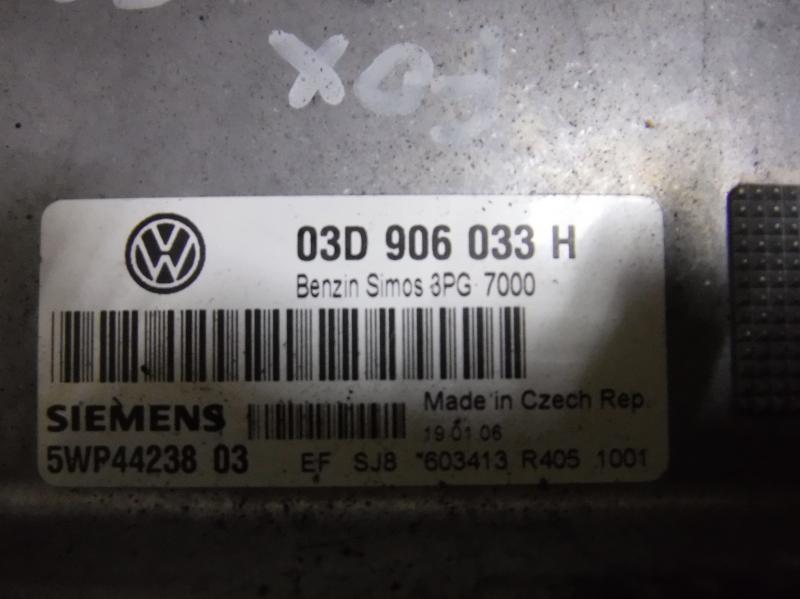 FOX
03D 906 033 H
Benzin Simos 3PG 7000
SIEMENS
Made in Czech Rep.
19.01.06
5WP44238 03
EF SJ8 *603413 R405 1001